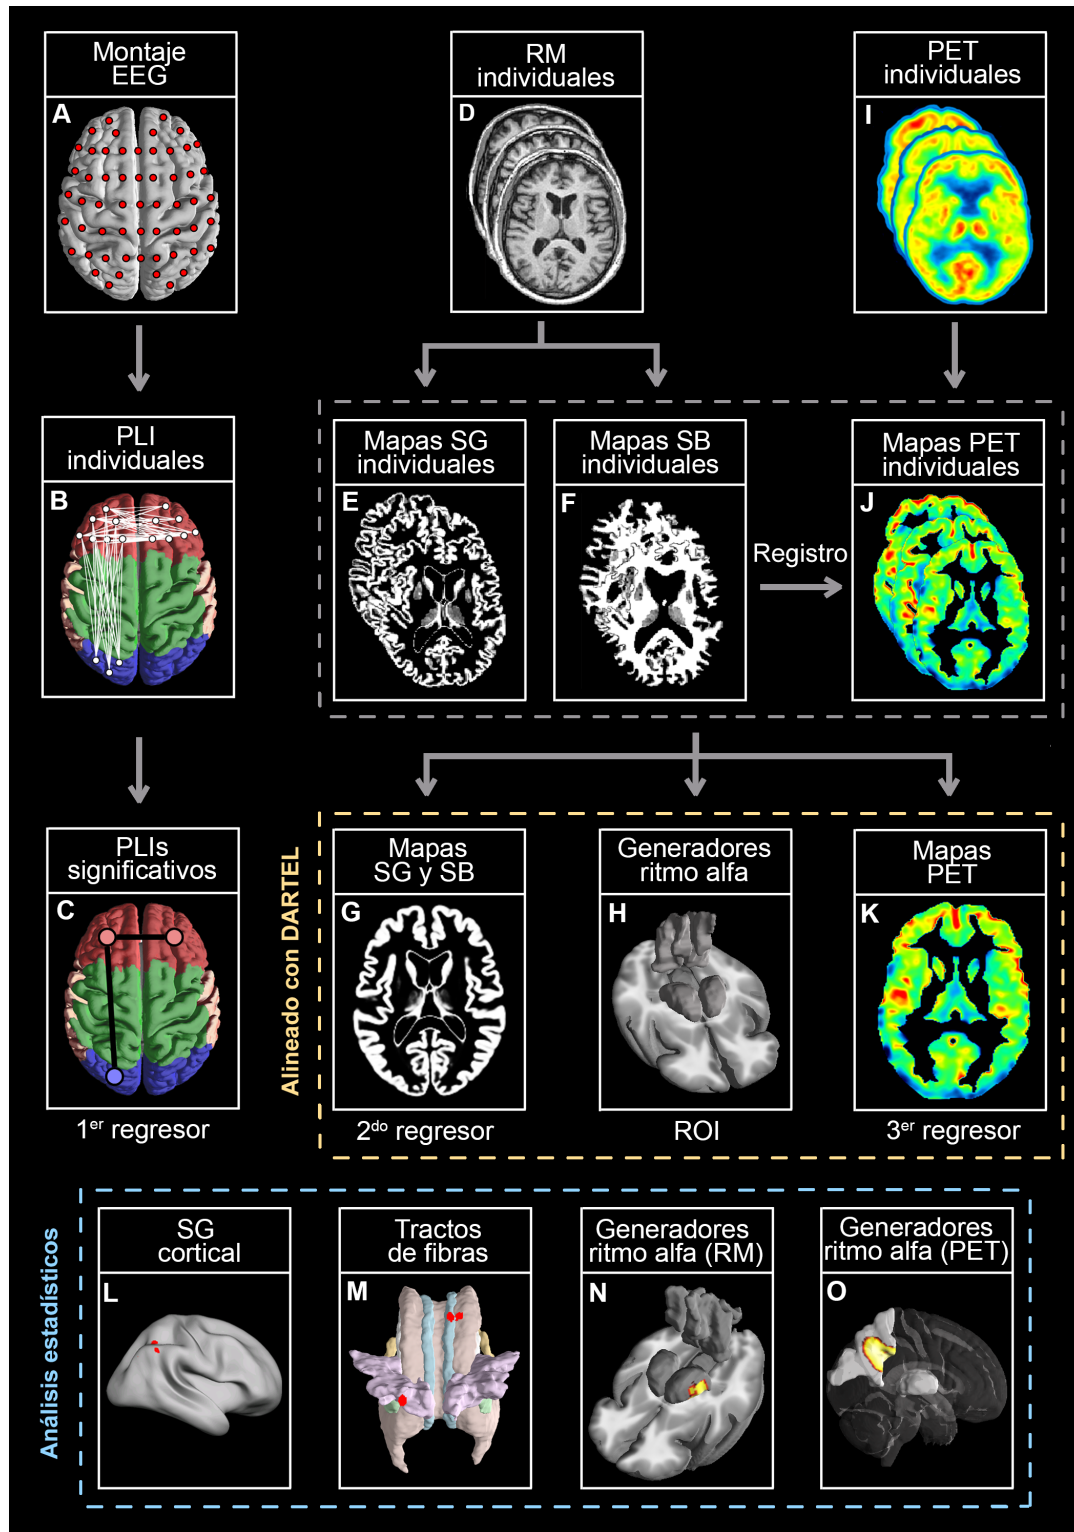 Montaje
EEG
A
RM
individuales
D
PET
individuales
I
PLI
individuales
B
Mapas SG
individuales
E
Mapas SB
individuales
F
Registro
Mapas PET
individuales
J
PLIs
significativos
C
1er regresor
Alineado con DARTEL
Mapas
SG y SB
G
2do regresor
Generadores
ritmo alfa
H
ROI
Mapas
PET
K
3er regresor
Análisis estadísticos
SG
cortical
L
Tractos
de fibras
M
Generadores
ritmo alfa (RM)
N
Generadores
ritmo alfa (PET)
O